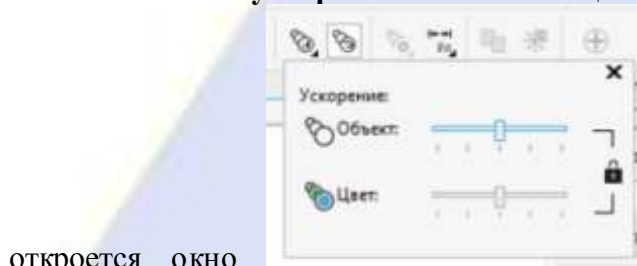 Ускорение:
Объект:
Цвет:
откроется окно